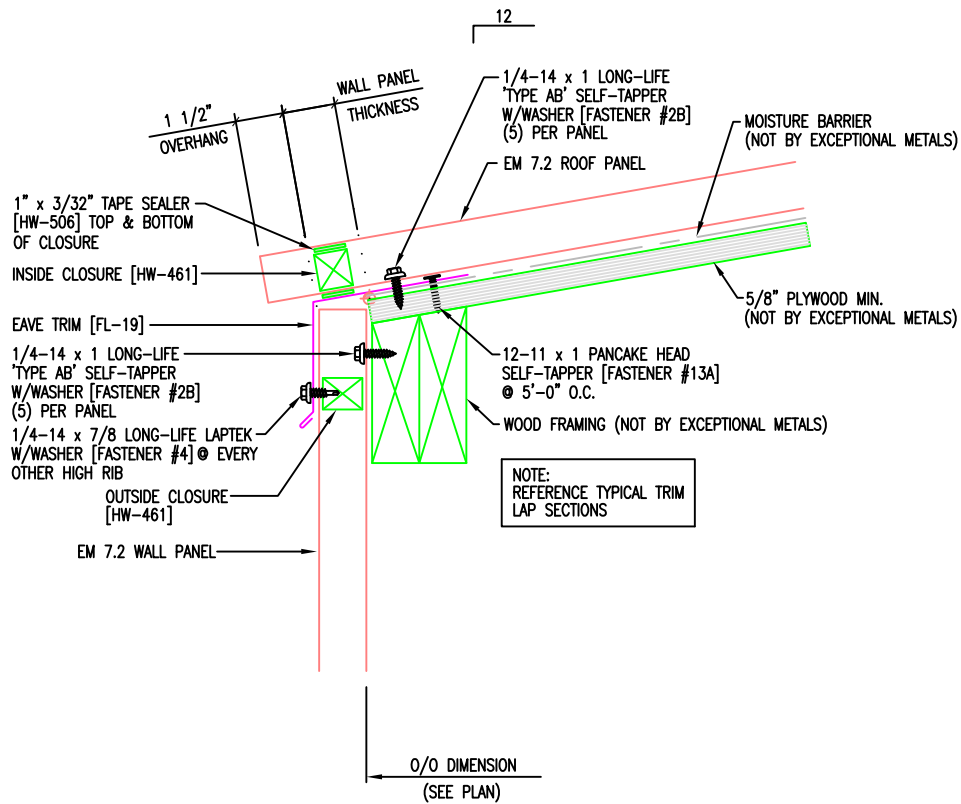 12
WALL PANEL
THICKNESS
1 1/2"
OVERHANG
1/4-14 x 1 LONG-LIFE
'TYPE AB' SELF-TAPPER
W/WASHER [FASTENER #2B]
(5) PER PANEL
MOISTURE BARRIER
(NOT BY EXCEPTIONAL METALS)
EM 7.2 ROOF PANEL
1" x 3/32" TAPE SEALER
[HW-506] TOP & BOTTOM
OF CLOSURE
INSIDE CLOSURE [HW-461]
5/8" PLYWOOD MIN.
(NOT BY EXCEPTIONAL METALS)
EAVE TRIM [FL-19]
1/4-14 x 1 LONG-LIFE
'TYPE AB' SELF-TAPPER
W/WASHER [FASTENER #2B]
(5) PER PANEL
12-11 x 1 PANCAKE HEAD
SELF-TAPPER [FASTENER #13A]
@ 5'-0" O.C.
WOOD FRAMING (NOT BY EXCEPTIONAL METALS)
1/4-14 x 7/8 LONG-LIFE LAPTEK
W/WASHER [FASTENER #4] @ EVERY
OTHER HIGH RIB
NOTE:
REFERENCE TYPICAL TRIM
LAP SECTIONS
OUTSIDE CLOSURE
[HW-461]
EM 7.2 WALL PANEL
O/O DIMENSION
(SEE PLAN)